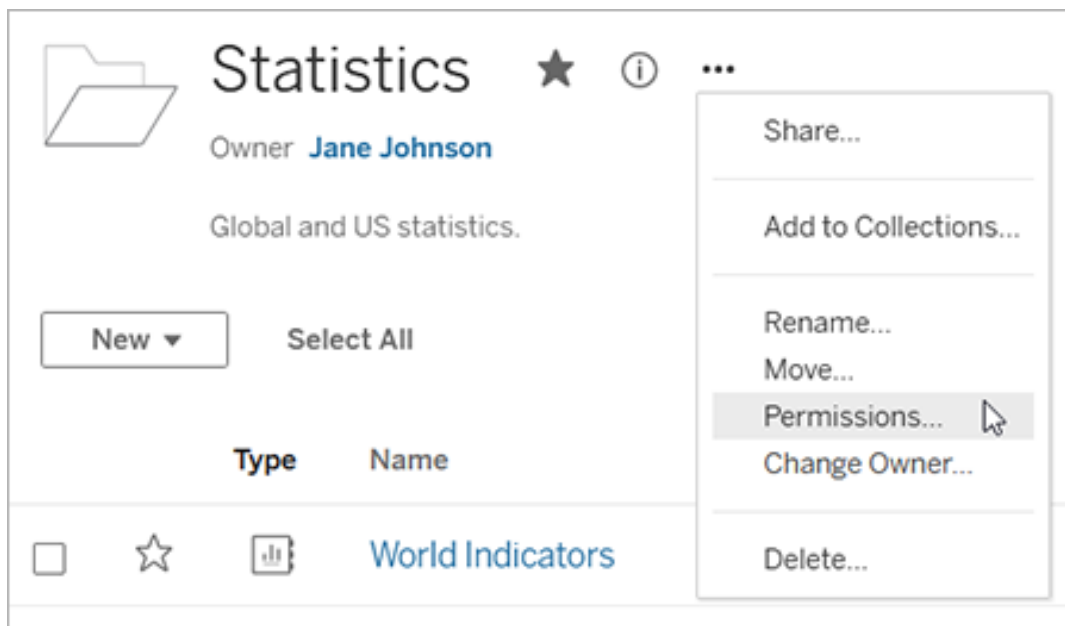 Statistics
Owner Jane Johnson
Global and US statistics.
New
Select All
Share...
Add to Collections...
Rename...
Move...
Permissions...
Change Owner...
Delete...
Type Name
World Indicators